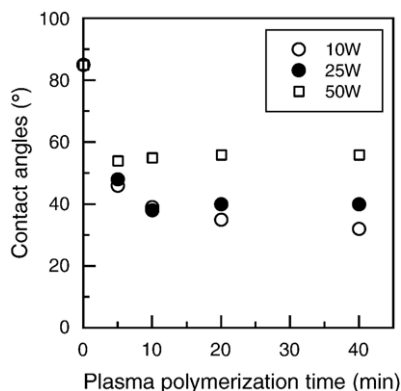 100
80
60
40
20
0
Contact angles (°)
10W
25W
50W
0 10 20 30 40
Plasma polymerization time (min)